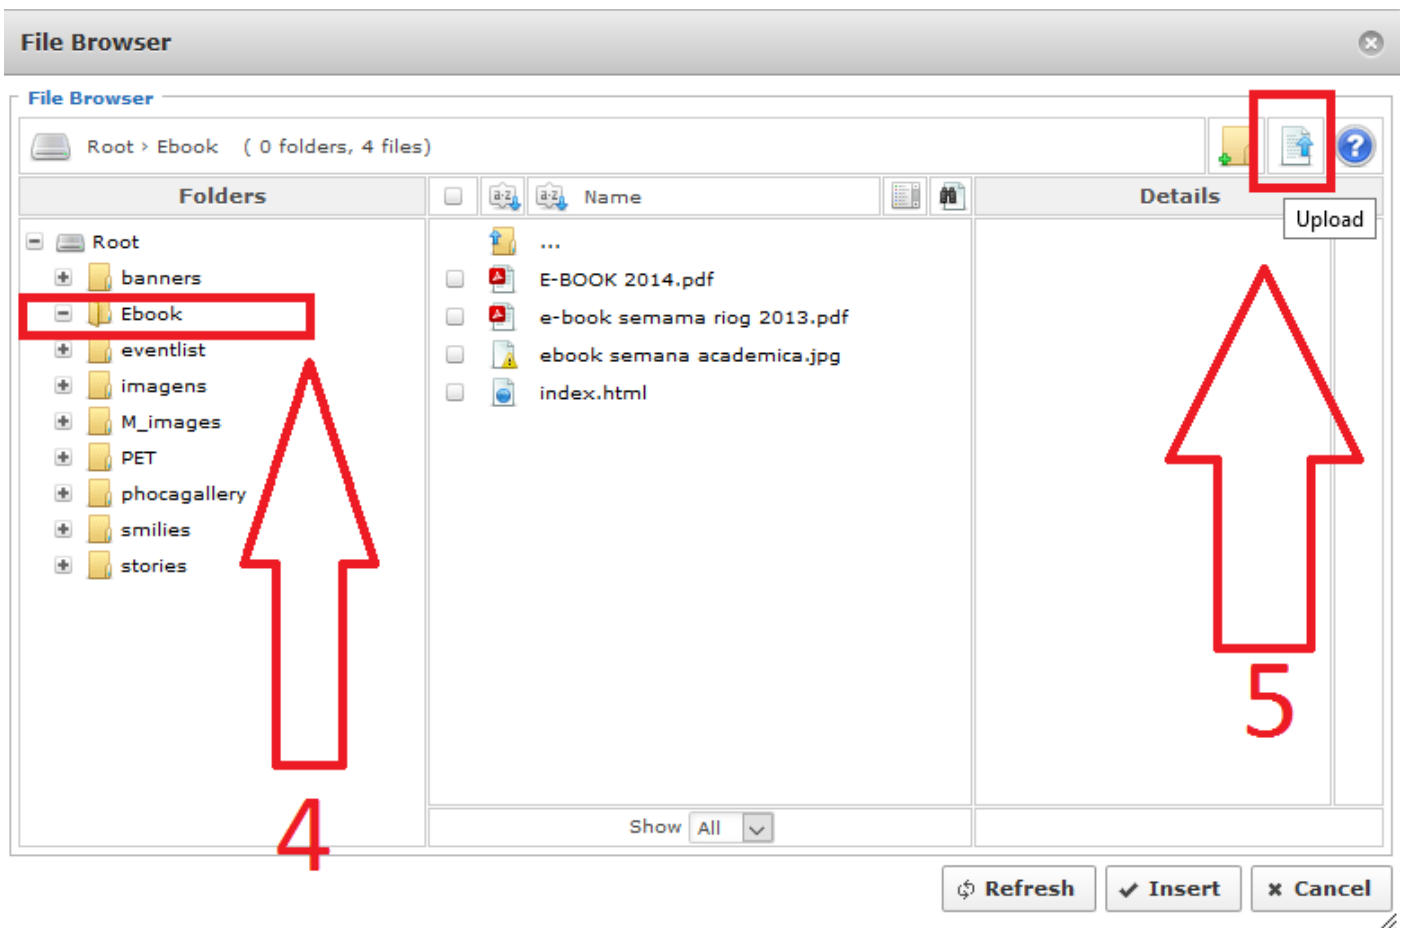 File Browser
File Browser
Root › Ebook ( 0 folders, 4 files)
Folders
a-z
a-z
Name
Details
Upload
Root
...
banners
E-BOOK 2014.pdf
Ebook
e-book semama riog 2013.pdf
eventlist
ebook semana academica.jpg
imagens
index.html
M_images
PET
phocagallery
smilies
stories
4
5
Show All
Refresh
Insert
Cancel